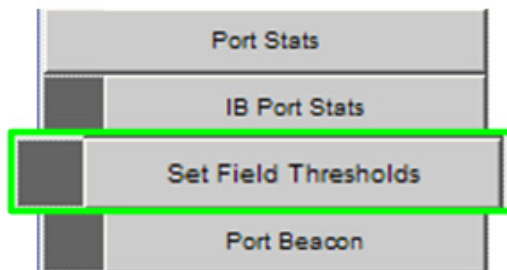 Port Stats
IB Port Stats
Set Field Thresholds
Port Beacon